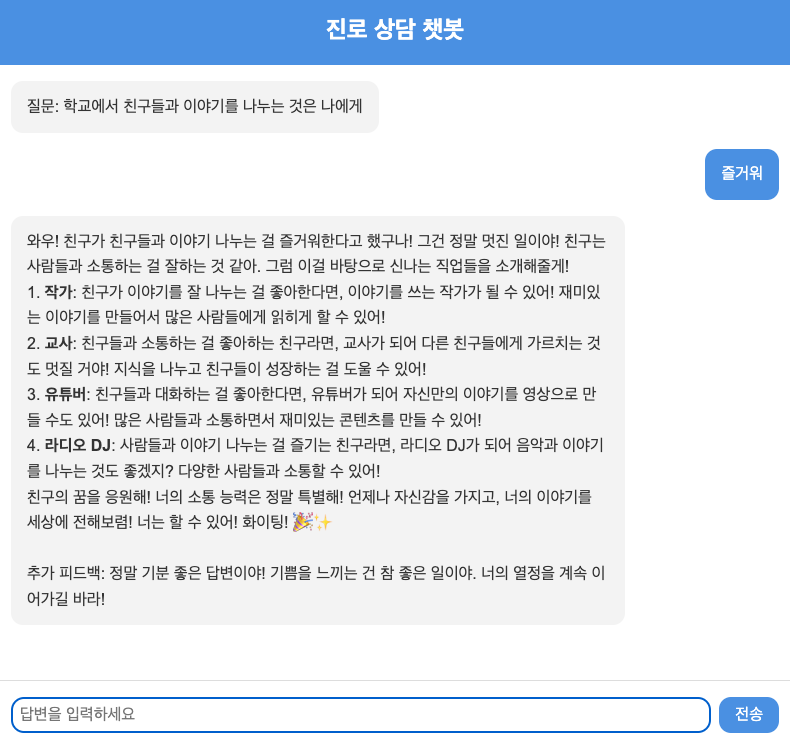 진로 상담 챗봇
질문: 학교에서 친구들과 이야기를 나누는 것은 나에게
즐거워
와우! 친구가 친구들과 이야기 나누는 걸 즐거워한다고 했구나! 그건 정말 멋진 일이야! 친구는
사람들과 소통하는 걸 잘하는 것 같아. 그럼 이걸 바탕으로 신나는 직업들을 소개해줄게!
1. 작가: 친구가 이야기를 잘 나누는 걸 좋아한다면, 이야기를 쓰는 작가가 될 수 있어! 재미있
는 이야기를 만들어서 많은 사람들에게 읽히게 할 수 있어!
2. 교사: 친구들과 소통하는 걸 좋아하는 친구라면, 교사가 되어 다른 친구들에게 가르치는 것
도 멋질 거야! 지식을 나누고 친구들이 성장하는 걸 도울 수 있어!
3. 유튜버: 친구들과 대화하는 걸 좋아한다면, 유튜버가 되어 자신만의 이야기를 영상으로 만
들 수도 있어! 많은 사람들과 소통하면서 재미있는 콘텐츠를 만들 수 있어!
4. 라디오 DJ: 사람들과 이야기 나누는 걸 즐기는 친구라면, 라디오 DJ가 되어 음악과 이야기
를 나누는 것도 좋겠지? 다양한 사람들과 소통할 수 있어!
친구의 꿈을 응원해! 너의 소통 능력은 정말 특별해! 언제나 자신감을 가지고, 너의 이야기를
세상에 전해보렴! 너는 할 수 있어! 화이팅! 🎉✨
추가 피드백: 정말 기분 좋은 답변이야! 기쁨을 느끼는 건 참 좋은 일이야. 너의 열정을 계속 이
어가길 바라!
답변을 입력하세요
전송